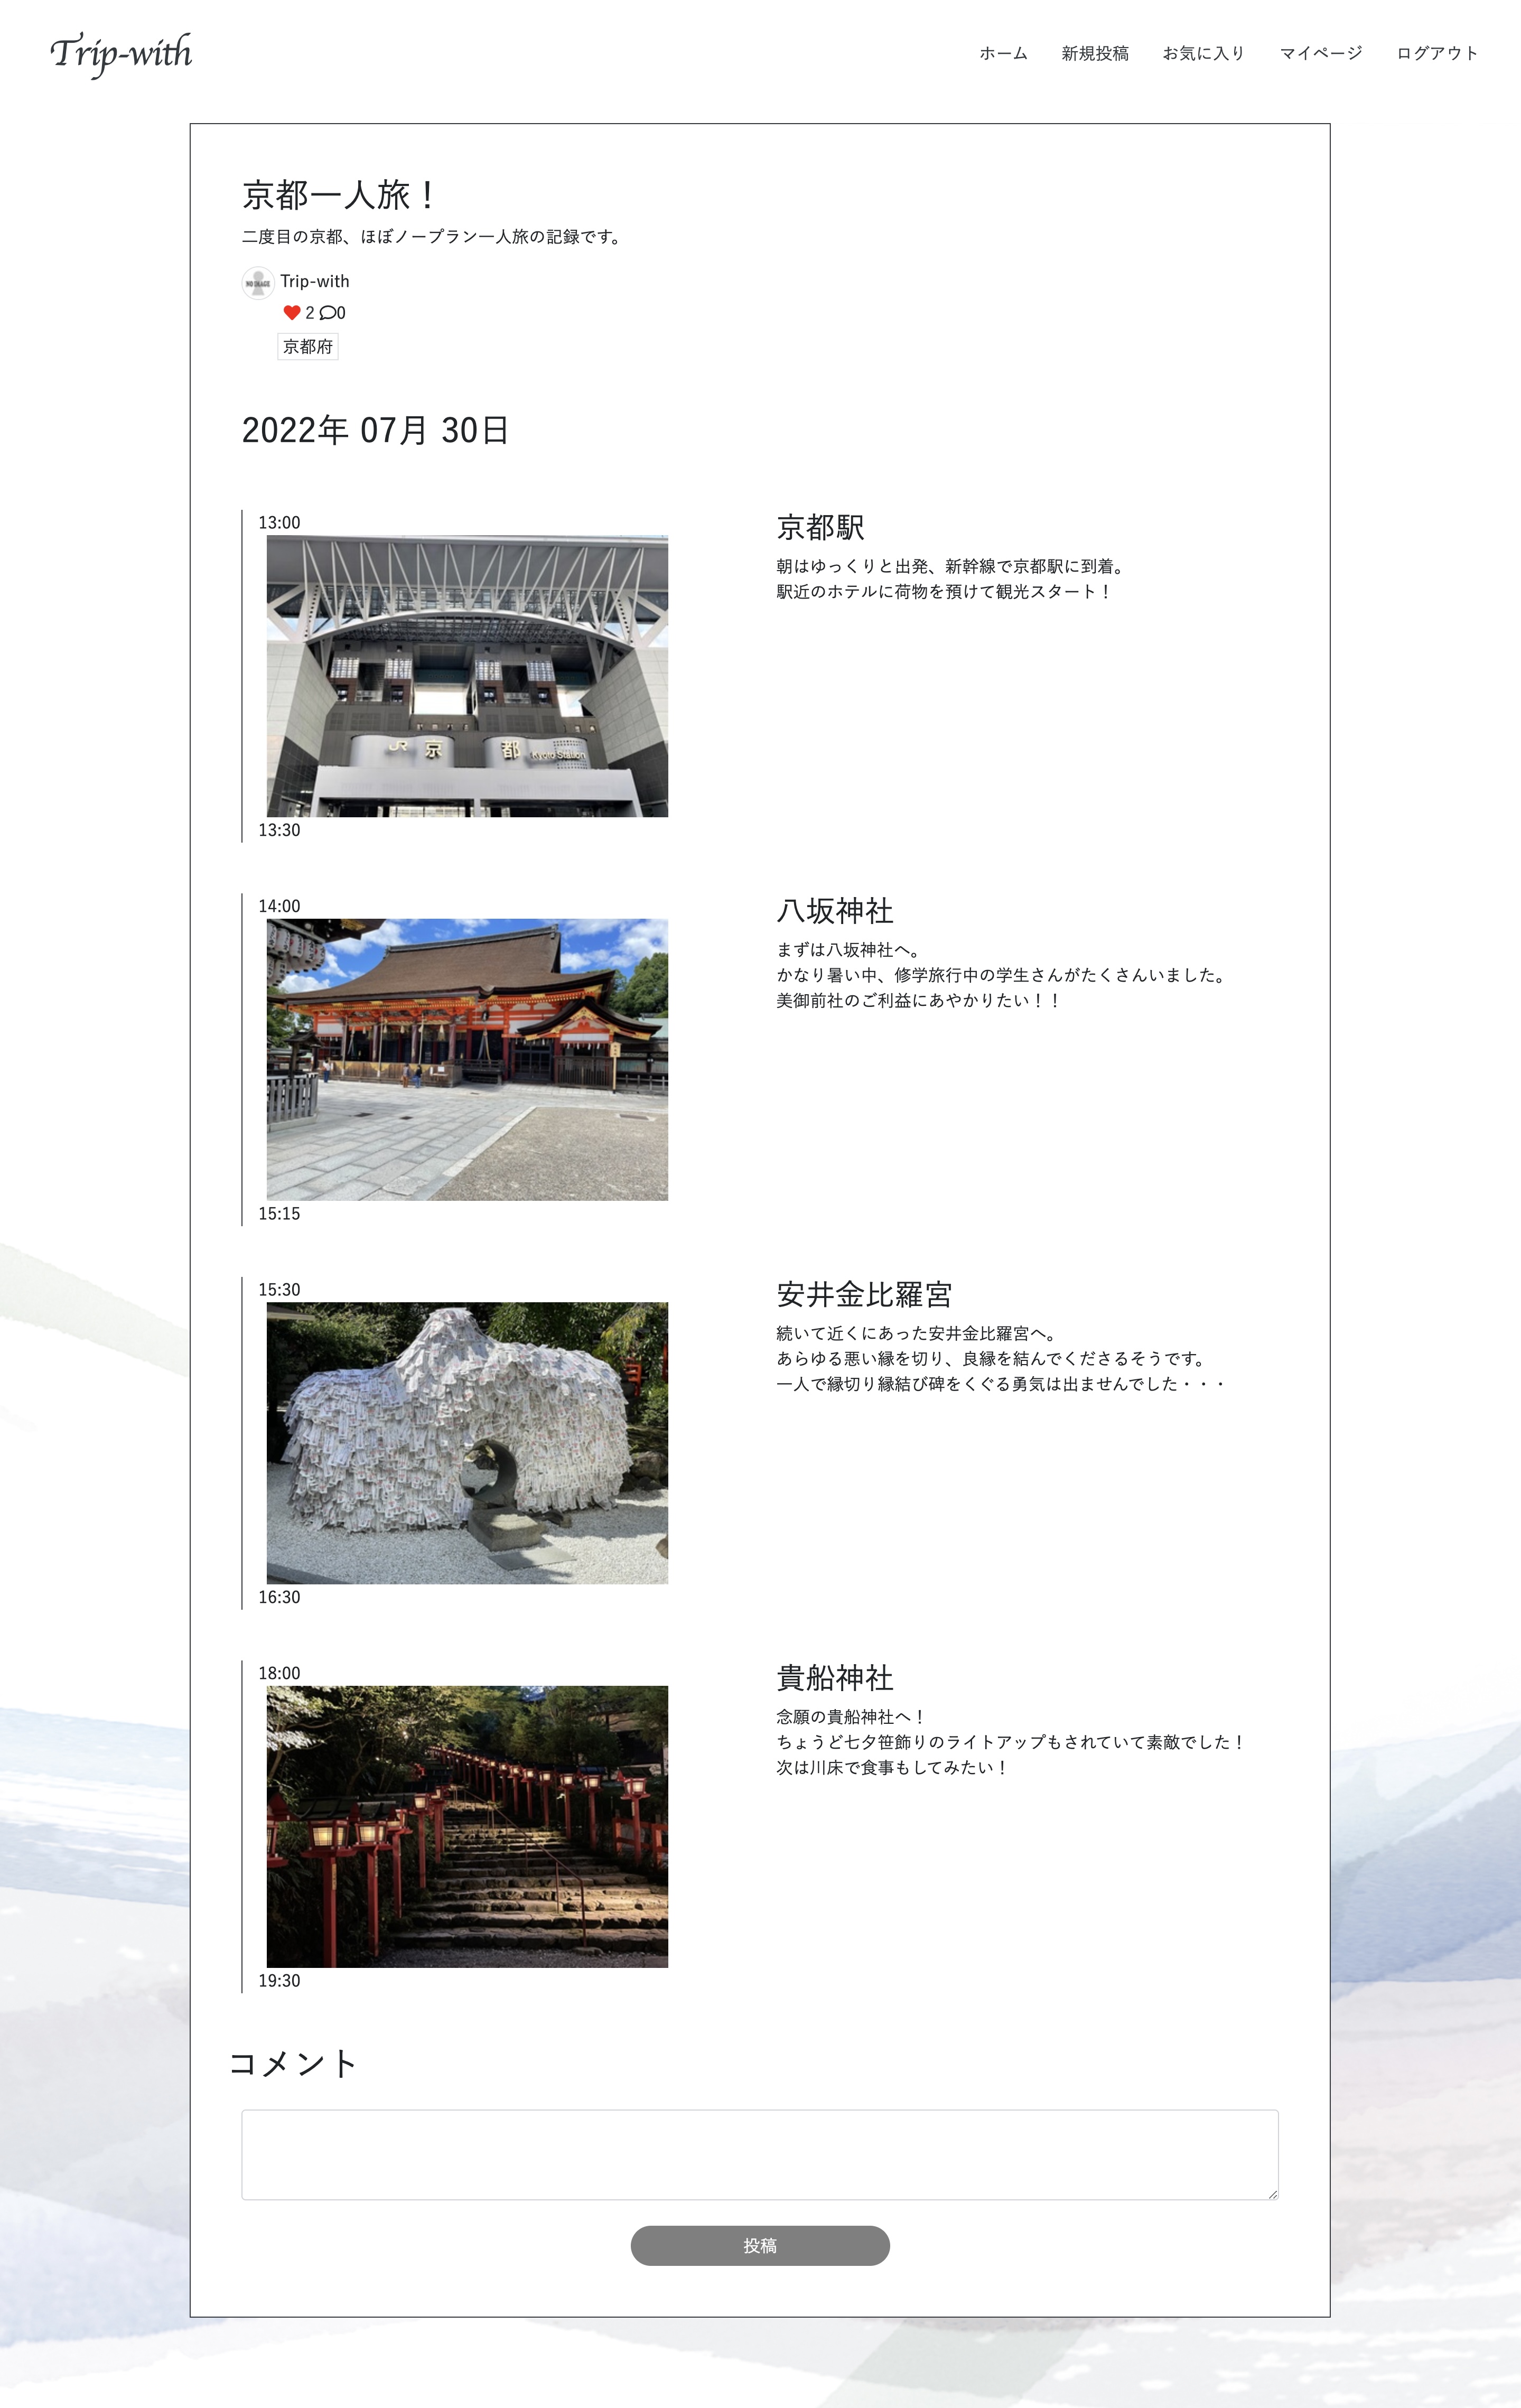 Trip-with
ホーム 新規投稿 お気に入り マイページ ログアウト
京都一人旅！
二度目の京都、ほぼノープラン一人旅の記録です。
NO IMAGE
Trip-with
2 0
京都府
2022年 07月 30日
13:00
JR 京都 Kyoto Station
13:30
京都駅
朝はゆっくりと出発、新幹線で京都駅に到着。
駅近のホテルに荷物を預けて観光スタート！
14:00
15:15
八坂神社
まずは八坂神社へ。
かなり暑い中、修学旅行中の学生さんがたくさんいました。
美御前社のご利益にあやかりたい！！
15:30
16:30
安井金比羅宮
続いて近くにあった安井金比羅宮へ。
あらゆる悪い縁を切り、良縁を結んでくださるそうです。
一人で縁切り縁結び碑をくぐる勇気は出ませんでした・・・
18:00
19:30
貴船神社
念願の貴船神社へ！
ちょうど七夕笹飾りのライトアップもされていて素敵でした！
次は川床で食事もしてみたい！
コメント
投稿